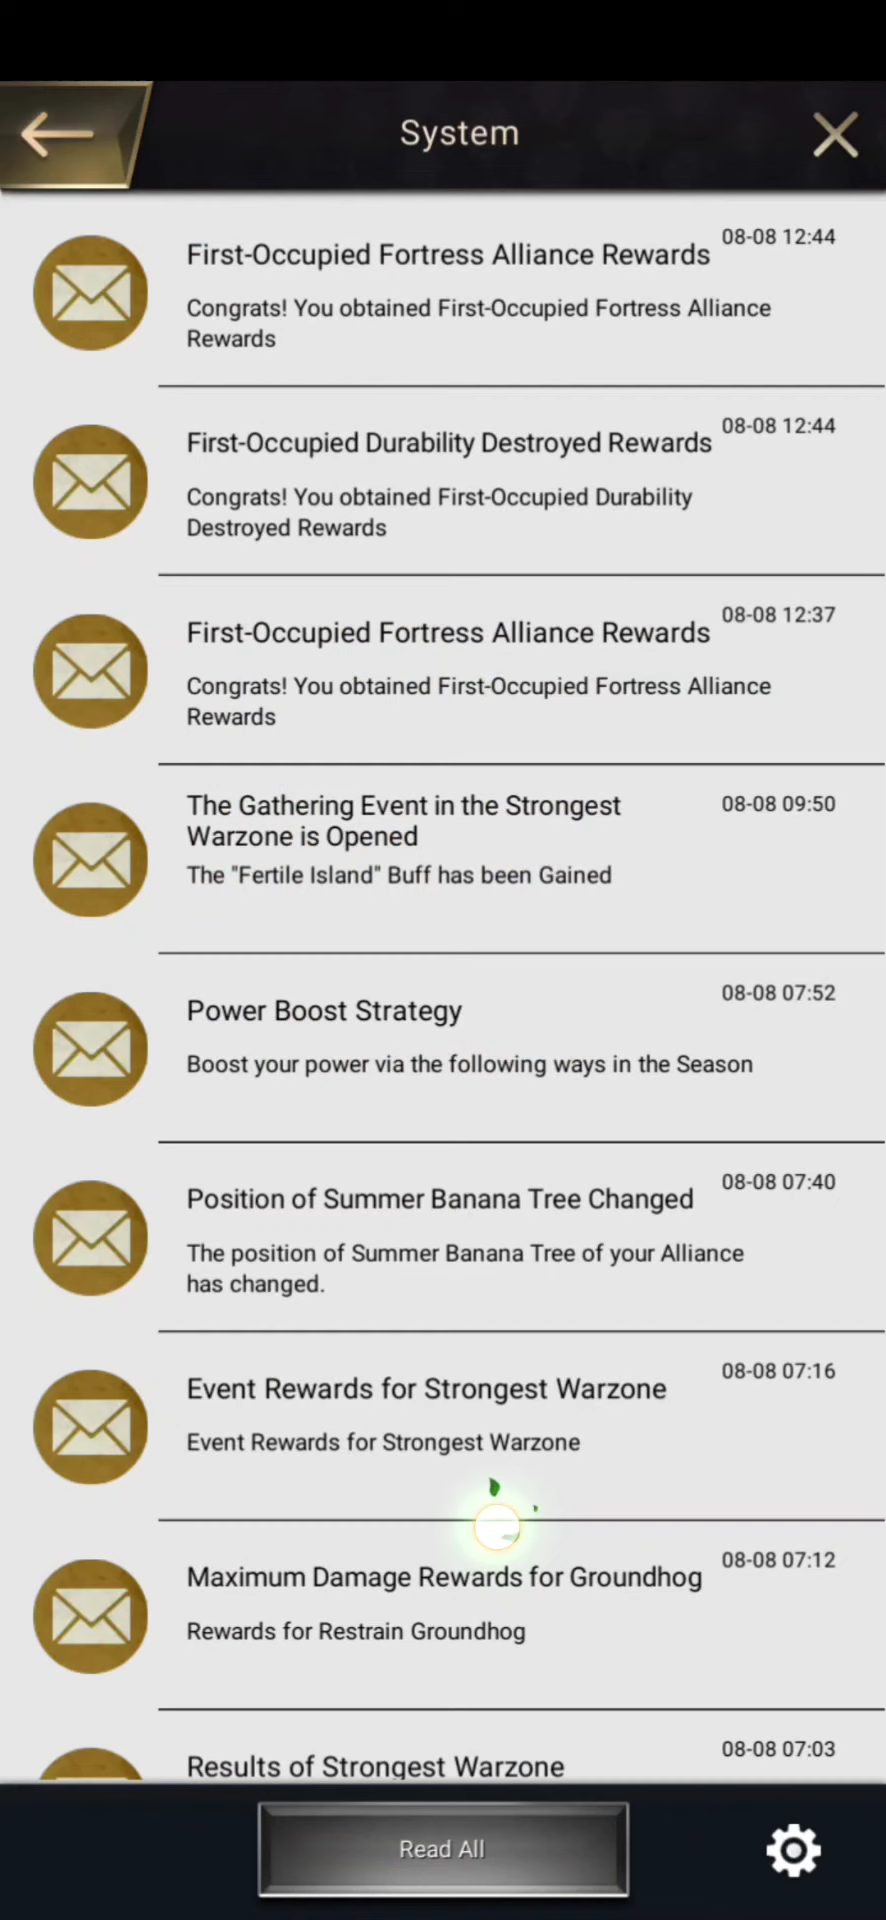 System
First-Occupied Fortress Alliance Rewards
08-08 12:44
Congrats! You obtained First-Occupied Fortress Alliance
Rewards
First-Occupied Durability Destroyed Rewards
08-08 12:44
Congrats! You obtained First-Occupied Durability
Destroyed Rewards
First-Occupied Fortress Alliance Rewards
08-08 12:37
Congrats! You obtained First-Occupied Fortress Alliance
Rewards
The Gathering Event in the Strongest
Warzone is Opened
08-08 09:50
The "Fertile Island" Buff has been Gained
Power Boost Strategy
08-08 07:52
Boost your power via the following ways in the Season
Position of Summer Banana Tree Changed
08-08 07:40
The position of Summer Banana Tree of your Alliance
has changed.
Event Rewards for Strongest Warzone
08-08 07:16
Event Rewards for Strongest Warzone
Maximum Damage Rewards for Groundhog
08-08 07:12
Rewards for Restrain Groundhog
Results of Strongest Warzone
08-08 07:03
Read All